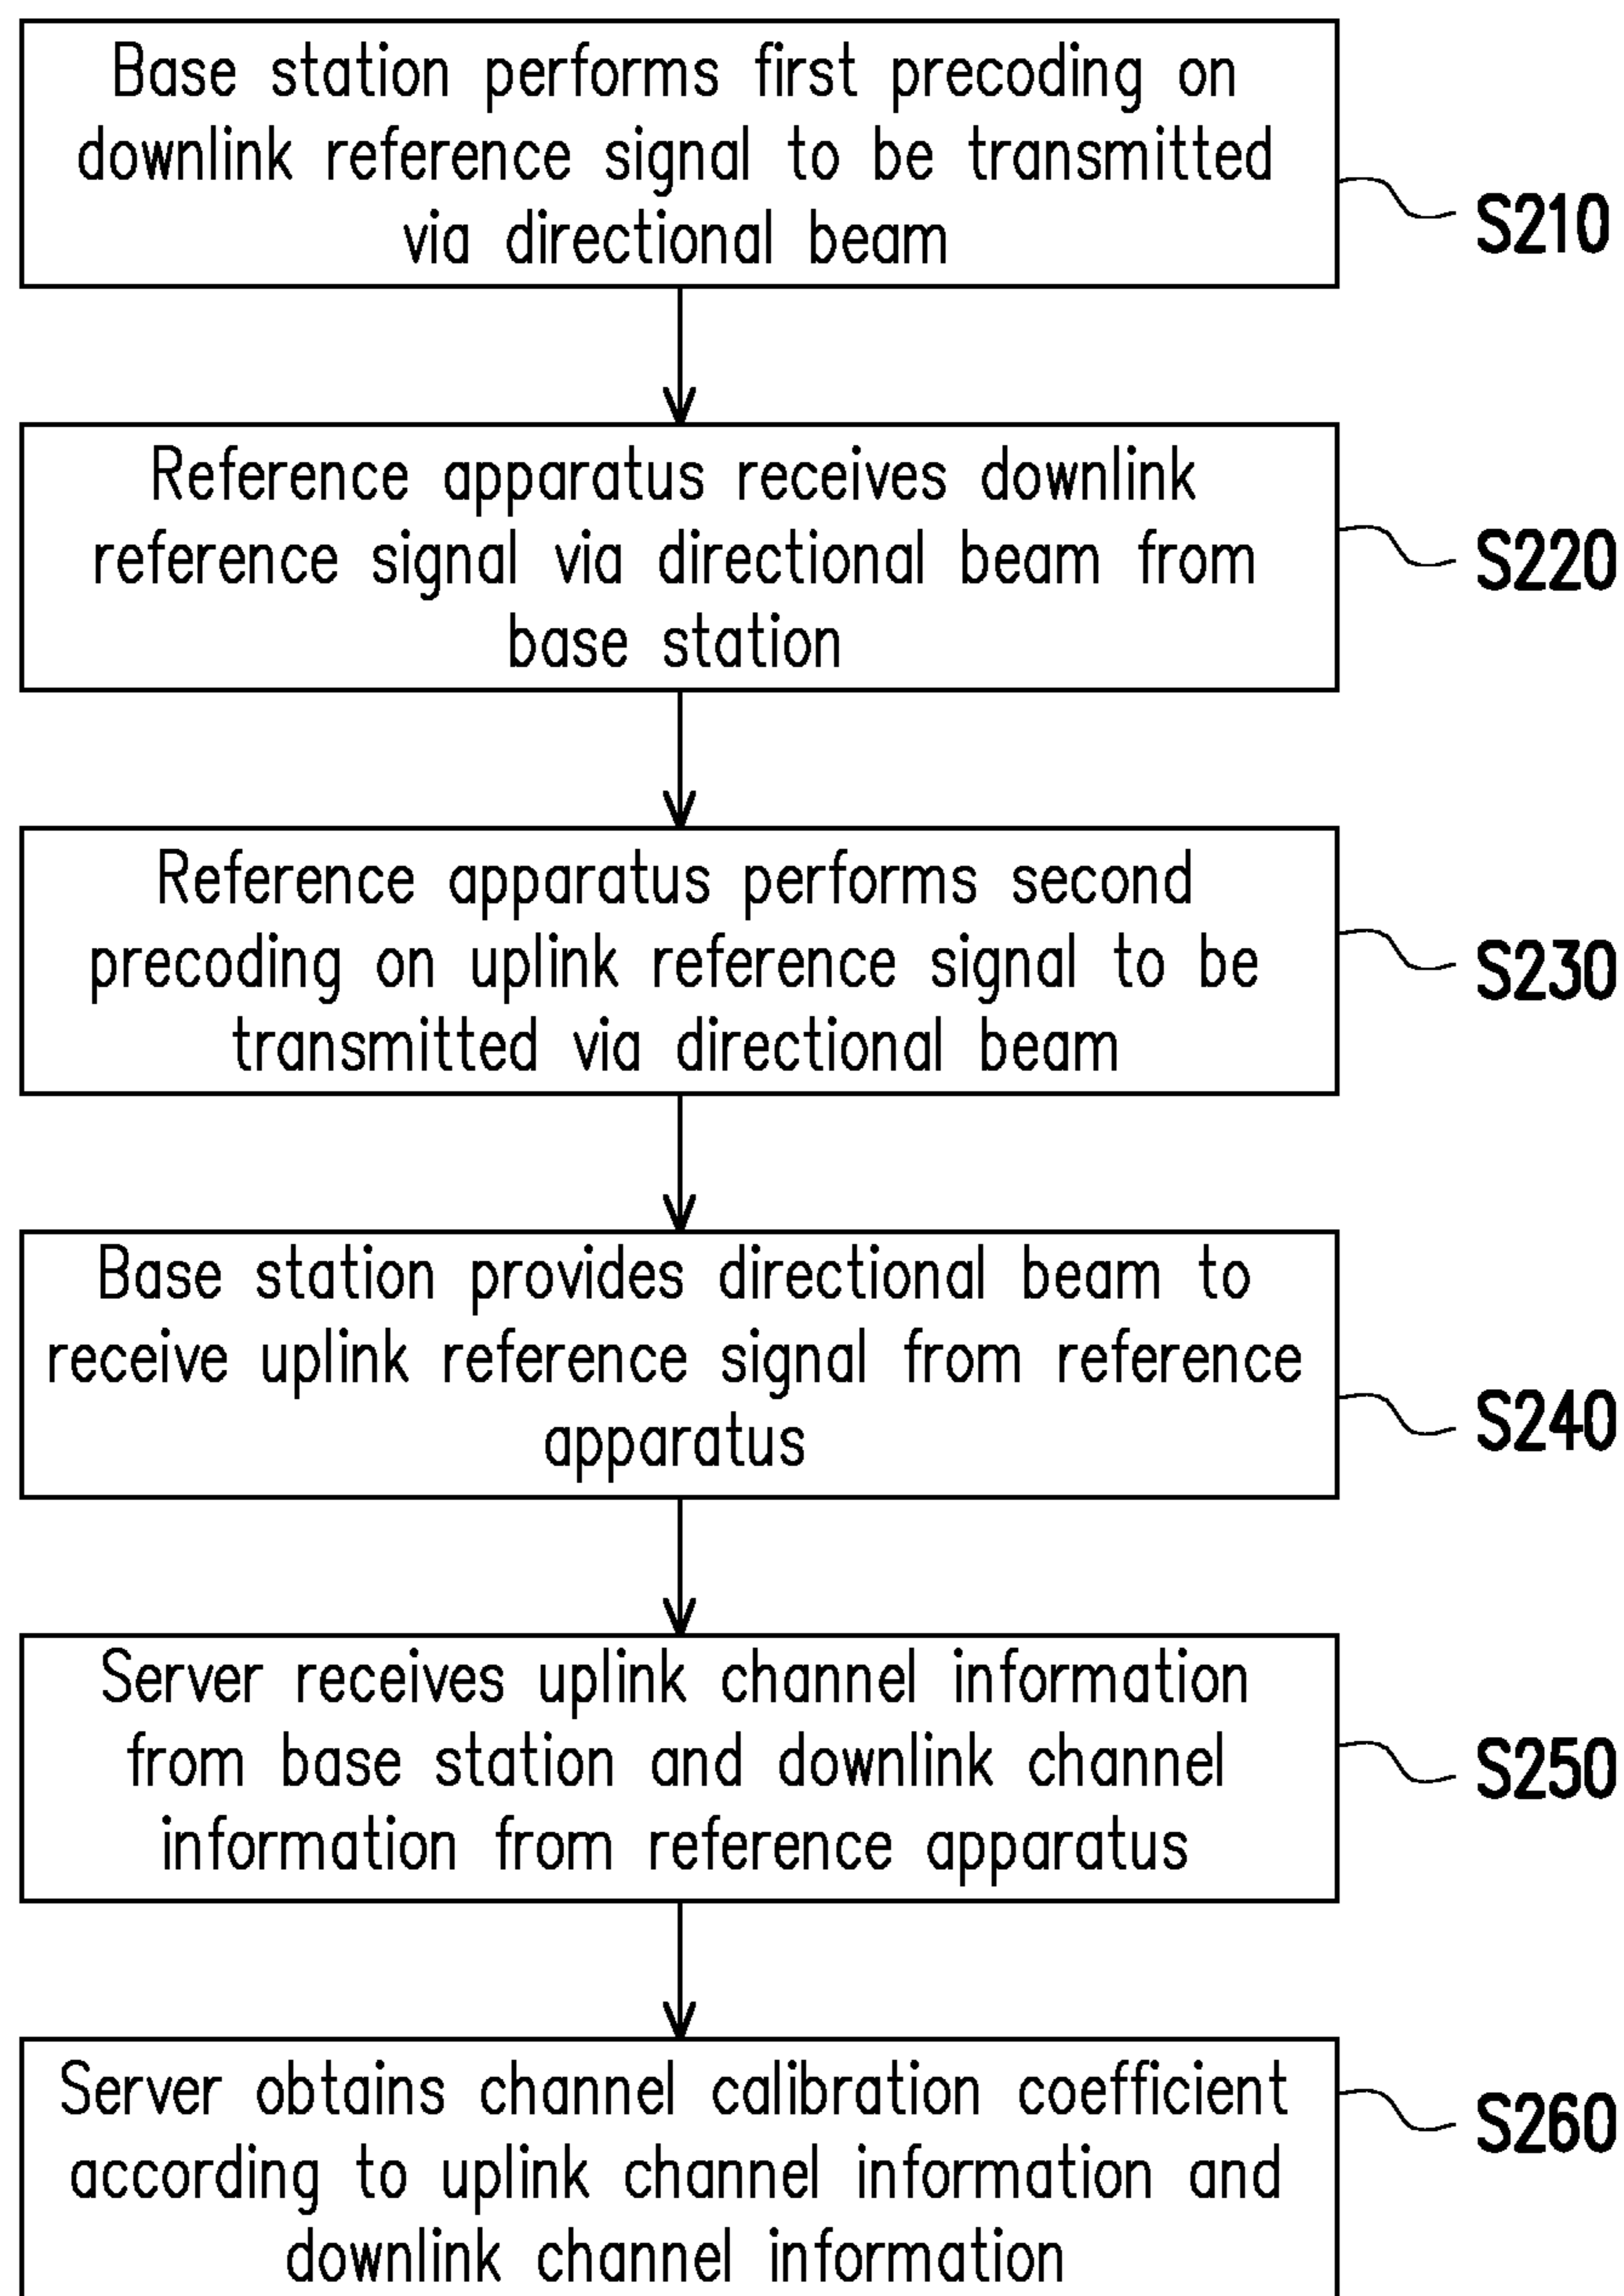 Base station performs first precoding on
downlink reference signal to be transmitted
via directional beam
S210
Reference apparatus receives downlink
reference signal via directional beam from
base station
S220
Reference apparatus performs second
precoding on uplink reference signal to be
transmitted via directional beam
S230
Base station provides directional beam to
receive uplink reference signal from reference
apparatus
S240
Server receives uplink channel information
from base station and downlink channel
information from reference apparatus
S250
Server obtains channel calibration coefficient
according to uplink channel information and
downlink channel information
S260